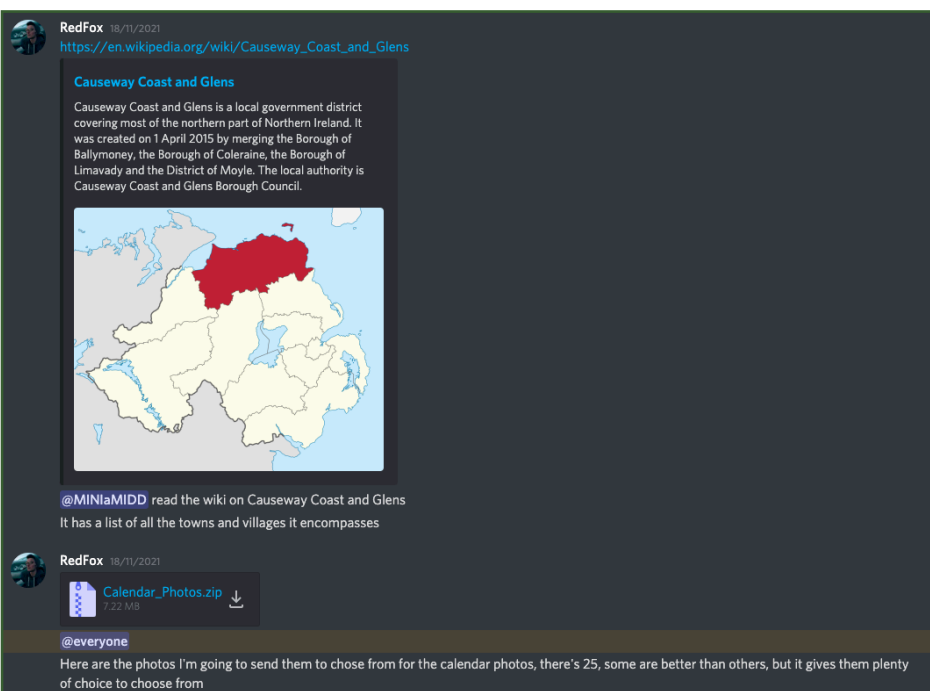 RedFox 18/11/2021
https://en.wikipedia.org/wiki/Causeway_Coast_and_Glens
Causeway Coast and Glens
Causeway Coast and Glens is a local government district
covering most of the northern part of Northern Ireland. It
was created on 1 April 2015 by merging the Borough of
Ballymoney, the Borough of Coleraine, the Borough of
Limavady and the District of Moyle. The local authority is
Causeway Coast and Glens Borough Council.
@MINIaMIDD read the wiki on Causeway Coast and Glens
It has a list of all the towns and villages it encompasses
RedFox 18/11/2021
Calendar_Photos.zip
7.22 MB
@everyone
Here are the photos I'm going to send them to chose from for the calendar photos, there's 25, some are better than others, but it gives them plenty
of choice to choose from